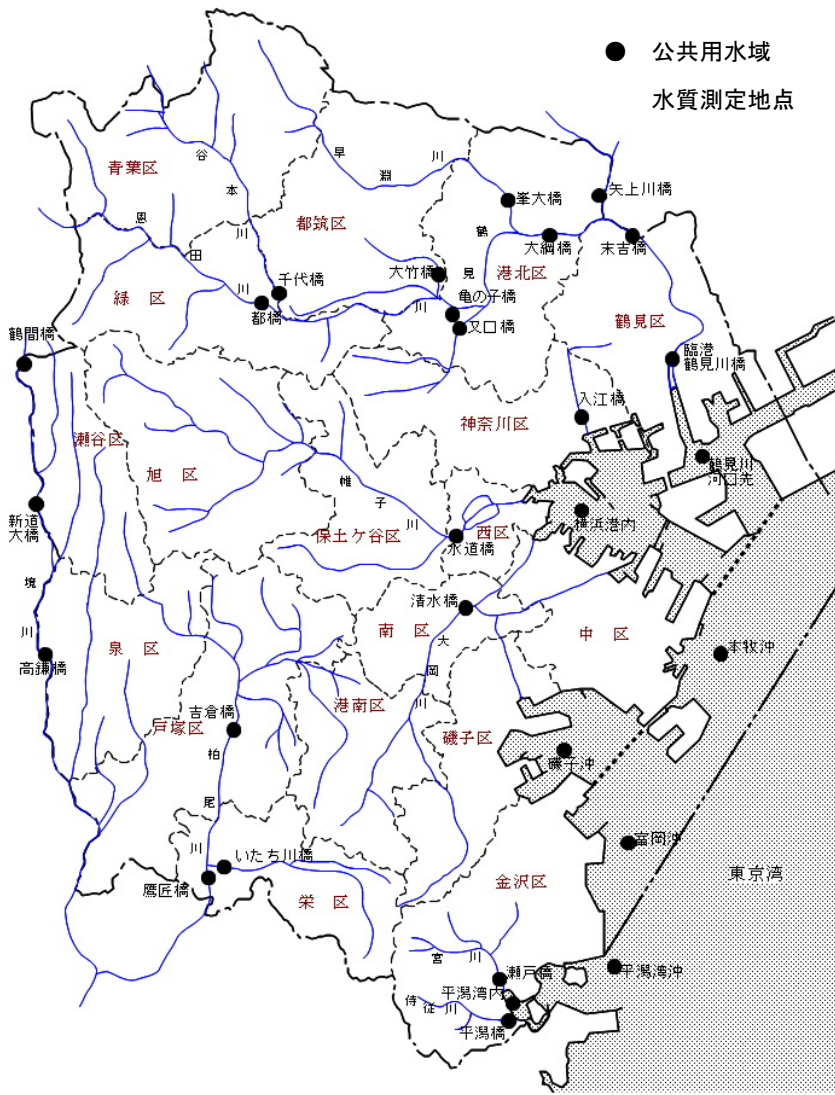 ● 公共用水域
水質測定地点
青葉区
谷本川
早淵川
恩田川
都筑区
峯大橋
矢上川橋
鶴見川
大綱橋
末吉橋
港北区
大竹橋
千代橋
亀の子橋
都橋
又口橋
緑 区
鶴見区
鶴間橋
臨港
鶴見川橋
入江橋
神奈川区
瀬谷区
旭 区
帷子川
鶴見川
河口先
新道
大橋
横浜港内
保土ケ谷区
西区
水道橋
境川
清水橋
南 区
大岡川
中 区
泉 区
高鎌橋
本牧沖
港南区
吉倉橋
戸塚区
磯子区
柏尾川
磯子沖
富岡沖
いたち川橋
鷹匠橋
栄 区
金沢区
東京湾
宮川
瀬戸橋
平潟湾沖
平潟湾内
侍従川
平潟橋